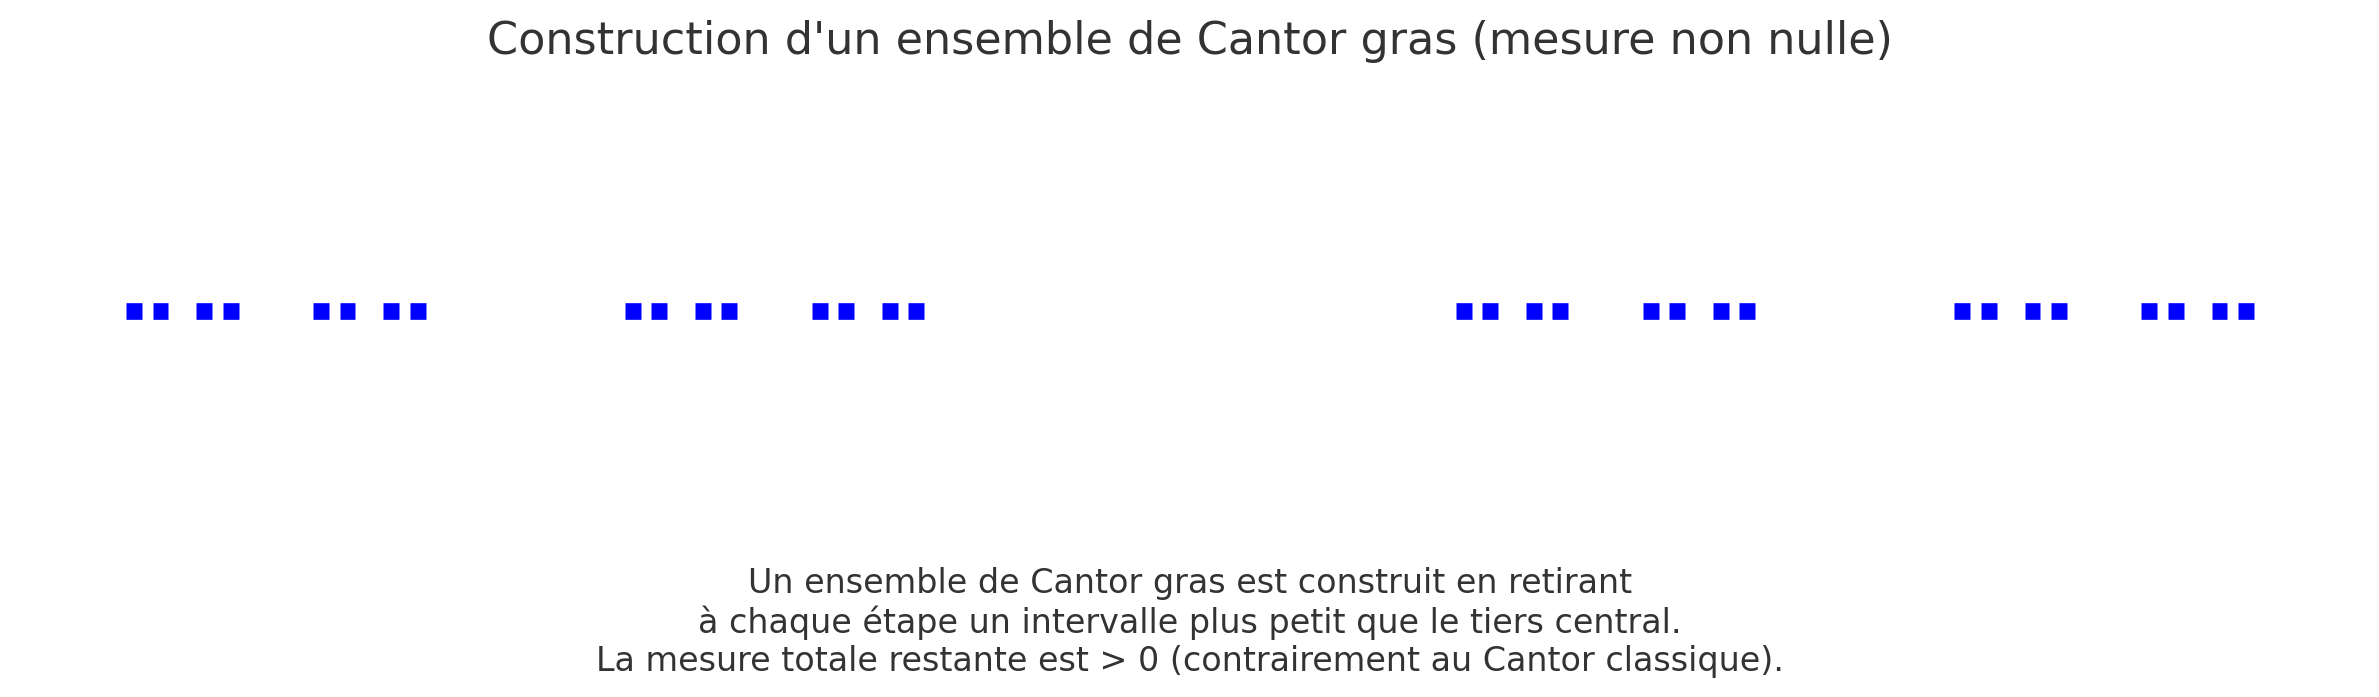 Construction d'un ensemble de Cantor gras (mesure non nulle)
Un ensemble de Cantor gras est construit en retirant
à chaque étape un intervalle plus petit que le tiers central.
La mesure totale restante est > 0 (contrairement au Cantor classique).